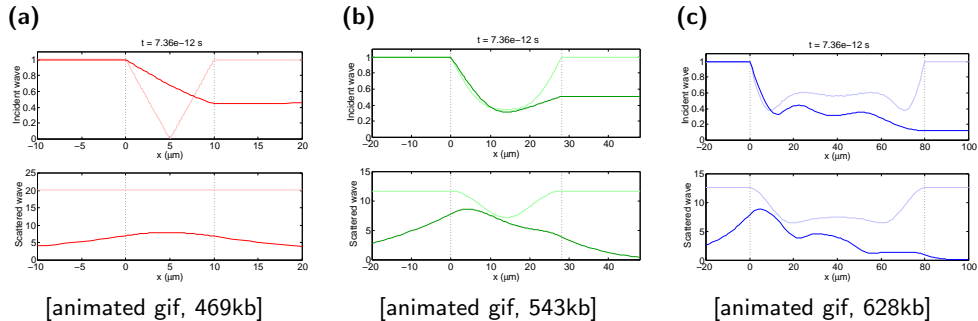 (a)
t = 7.36e−12 s
Incident wave
1
0.8
0.6
0.4
0.2
0
−10 −5 0 5 10 15 20
x (μm)
Scattered wave
25
20
15
10
5
0
−10 −5 0 5 10 15 20
x (μm)
[animated gif, 469kb]
(b)
t = 7.36e−12 s
Incident wave
1
0.8
0.6
0.4
0.2
0
−20 −10 0 10 20 30 40
x (μm)
Scattered wave
15
10
5
0
−20 −10 0 10 20 30 40
x (μm)
[animated gif, 543kb]
(c)
t = 7.36e−12 s
Incident wave
1
0.8
0.6
0.4
0.2
0
−20 0 20 40 60 80 100
x (μm)
Scattered wave
15
10
5
0
−20 0 20 40 60 80 100
x (μm)
[animated gif, 628kb]